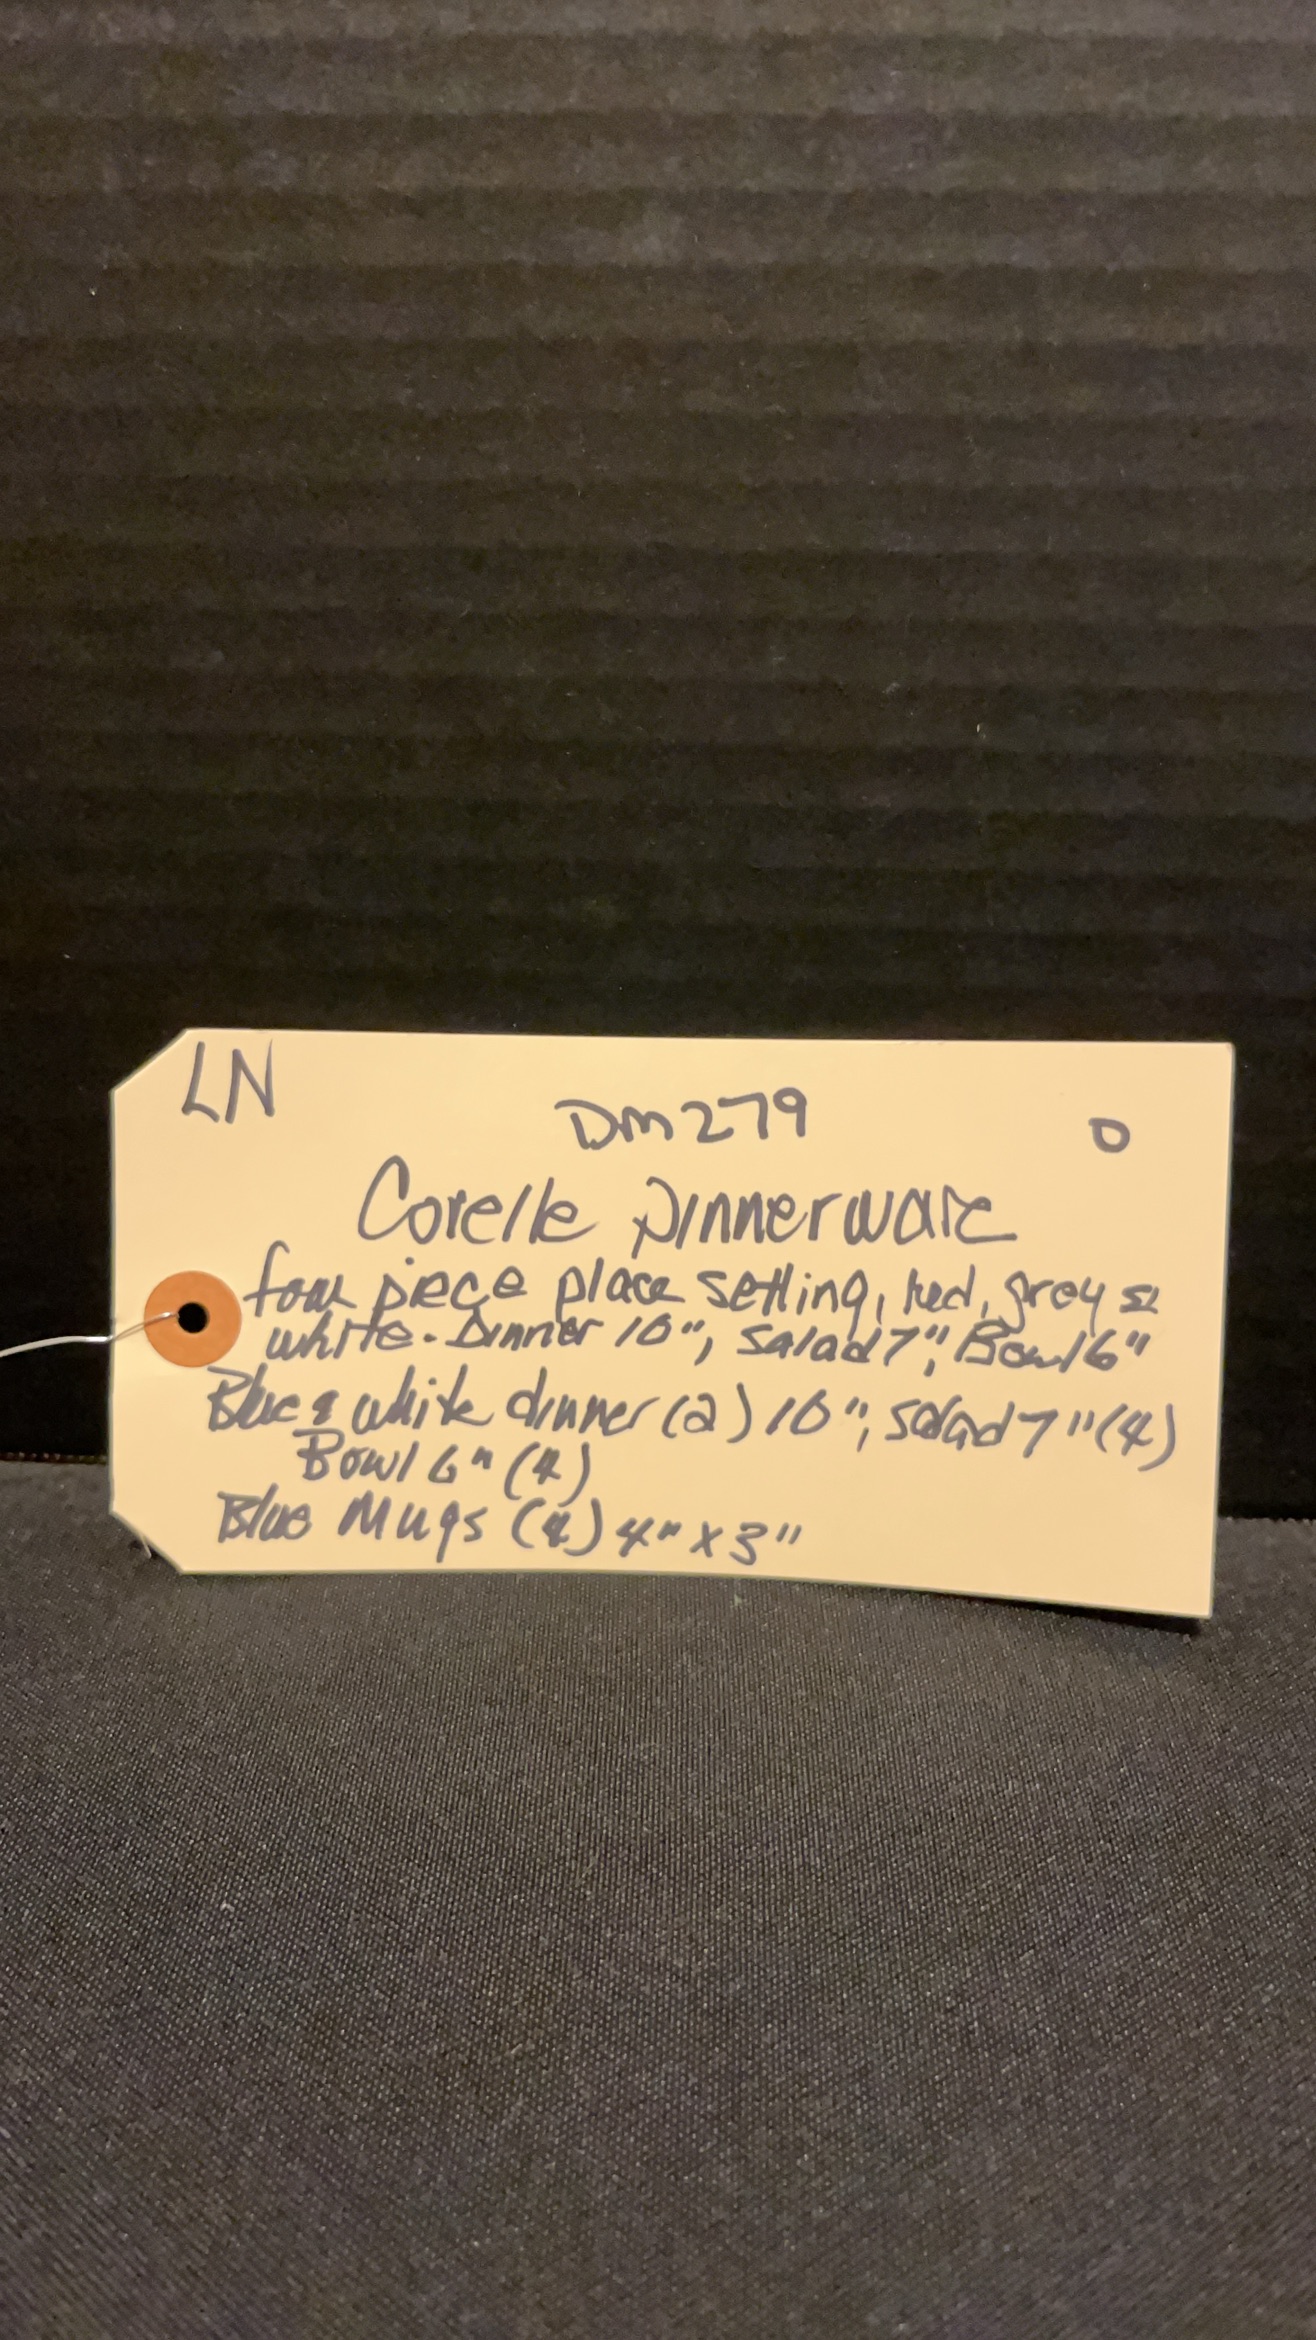 LN
DM279 O
Corelle Dinnerware
four piece place setting, red, grey &
white. Dinner 10", Salad 7", Bowl 6"
Blue & white dinner (2) 10", salad 7" (4)
Bowl 6" (4)
Blue Mugs (4) 4" x 3"